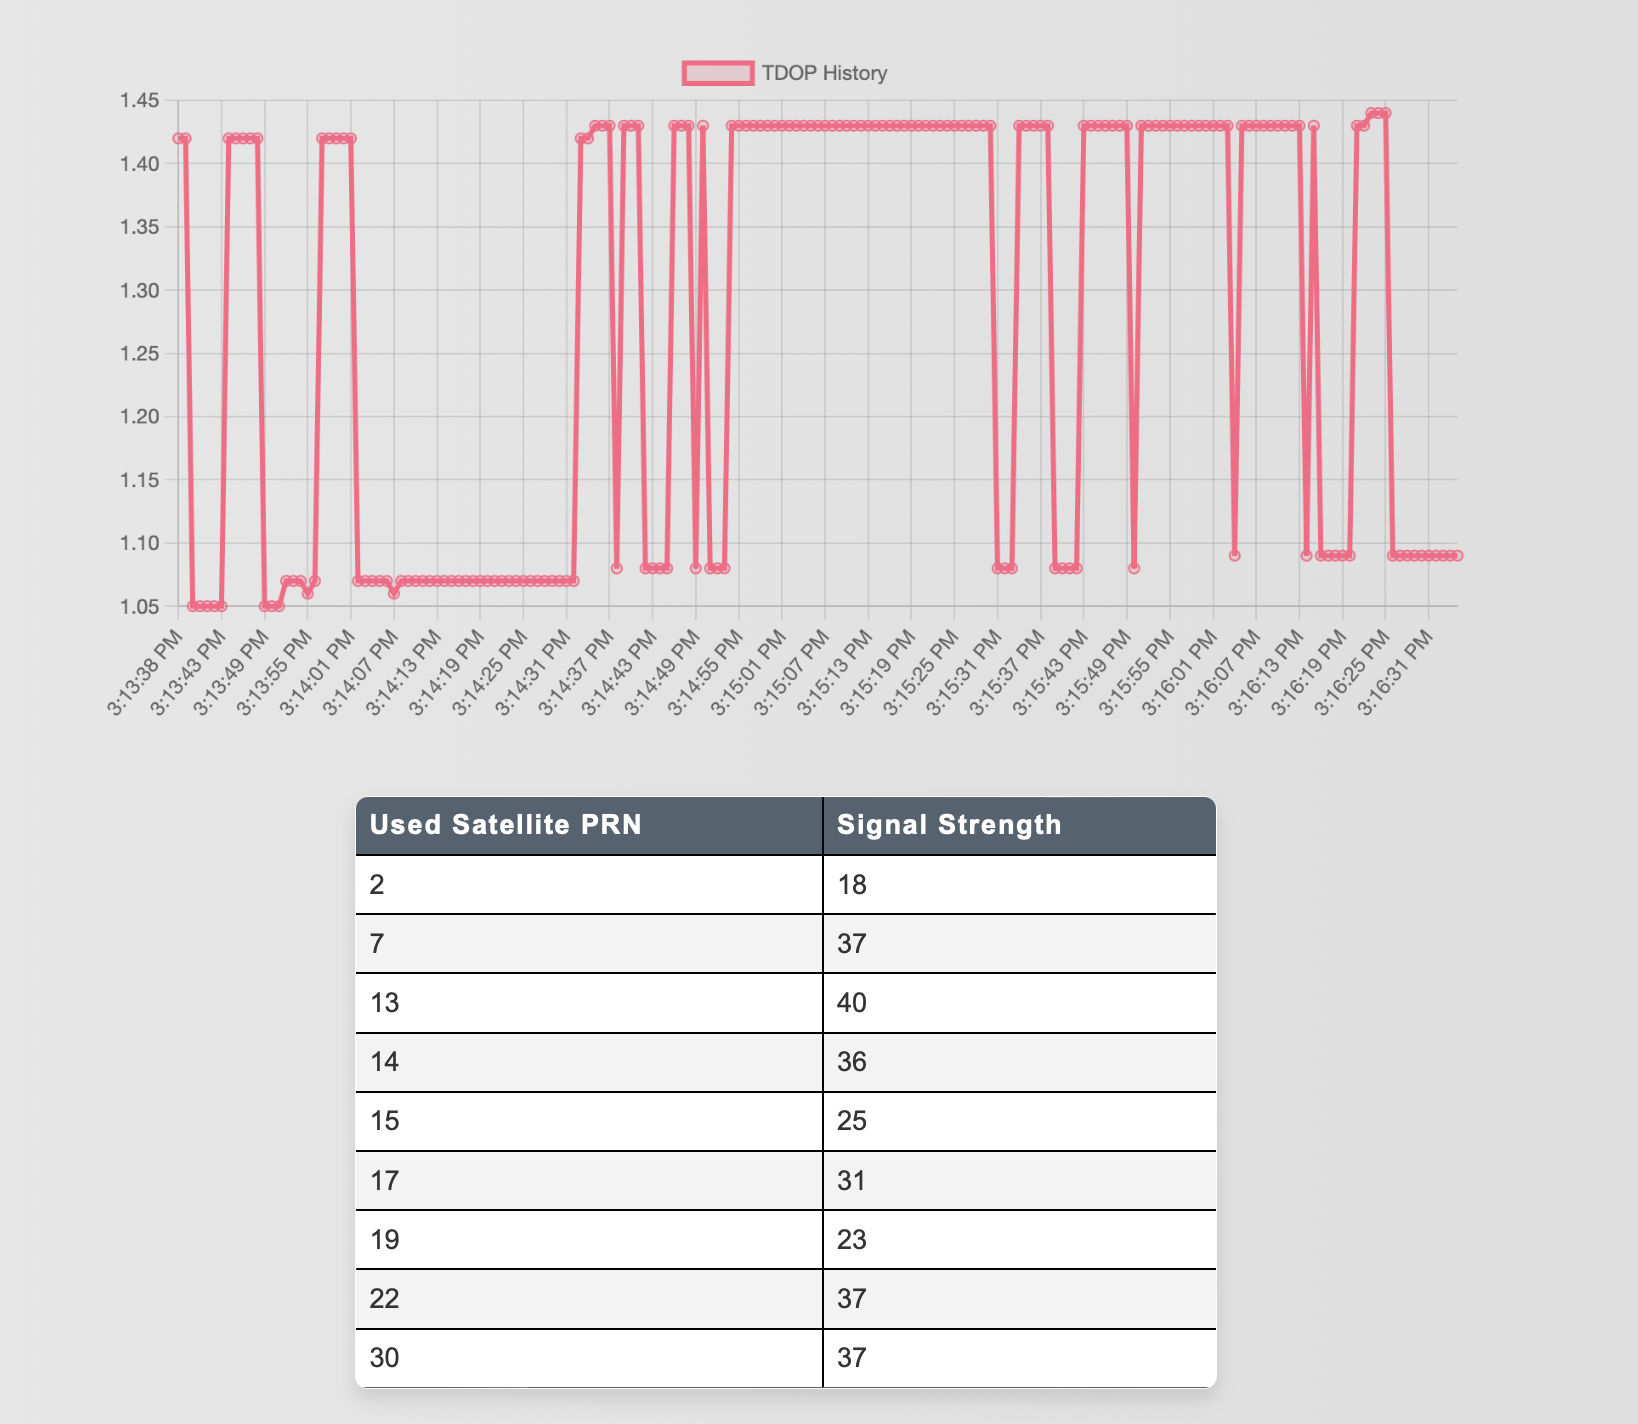 TDOP History
1.45
1.40
1.35
1.30
1.25
1.20
1.15
1.10
1.05
3:13:38 PM
3:13:43 PM
3:13:49 PM
3:13:55 PM
3:14:01 PM
3:14:07 PM
3:14:13 PM
3:14:19 PM
3:14:25 PM
3:14:31 PM
3:14:37 PM
3:14:43 PM
3:14:49 PM
3:14:55 PM
3:15:01 PM
3:15:07 PM
3:15:13 PM
3:15:19 PM
3:15:25 PM
3:15:31 PM
3:15:37 PM
3:15:43 PM
3:15:49 PM
3:15:55 PM
3:16:01 PM
3:16:07 PM
3:16:13 PM
3:16:19 PM
3:16:25 PM
3:16:31 PM
Used Satellite PRN Signal Strength
2 18
7 37
13 40
14 36
15 25
17 31
19 23
22 37
30 37